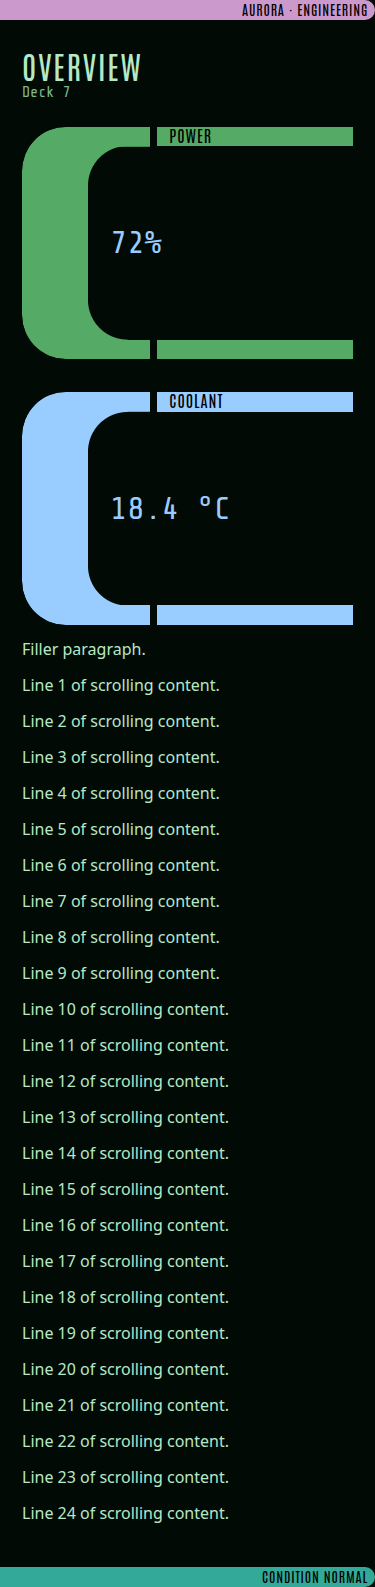 AURORA · ENGINEERING
OVERVIEW
Deck 7
POWER
72%
COOLANT
18.4 °C
Filler paragraph.
Line 1 of scrolling content.
Line 2 of scrolling content.
Line 3 of scrolling content.
Line 4 of scrolling content.
Line 5 of scrolling content.
Line 6 of scrolling content.
Line 7 of scrolling content.
Line 8 of scrolling content.
Line 9 of scrolling content.
Line 10 of scrolling content.
Line 11 of scrolling content.
Line 12 of scrolling content.
Line 13 of scrolling content.
Line 14 of scrolling content.
Line 15 of scrolling content.
Line 16 of scrolling content.
Line 17 of scrolling content.
Line 18 of scrolling content.
Line 19 of scrolling content.
Line 20 of scrolling content.
Line 21 of scrolling content.
Line 22 of scrolling content.
Line 23 of scrolling content.
Line 24 of scrolling content.
CONDITION NORMAL